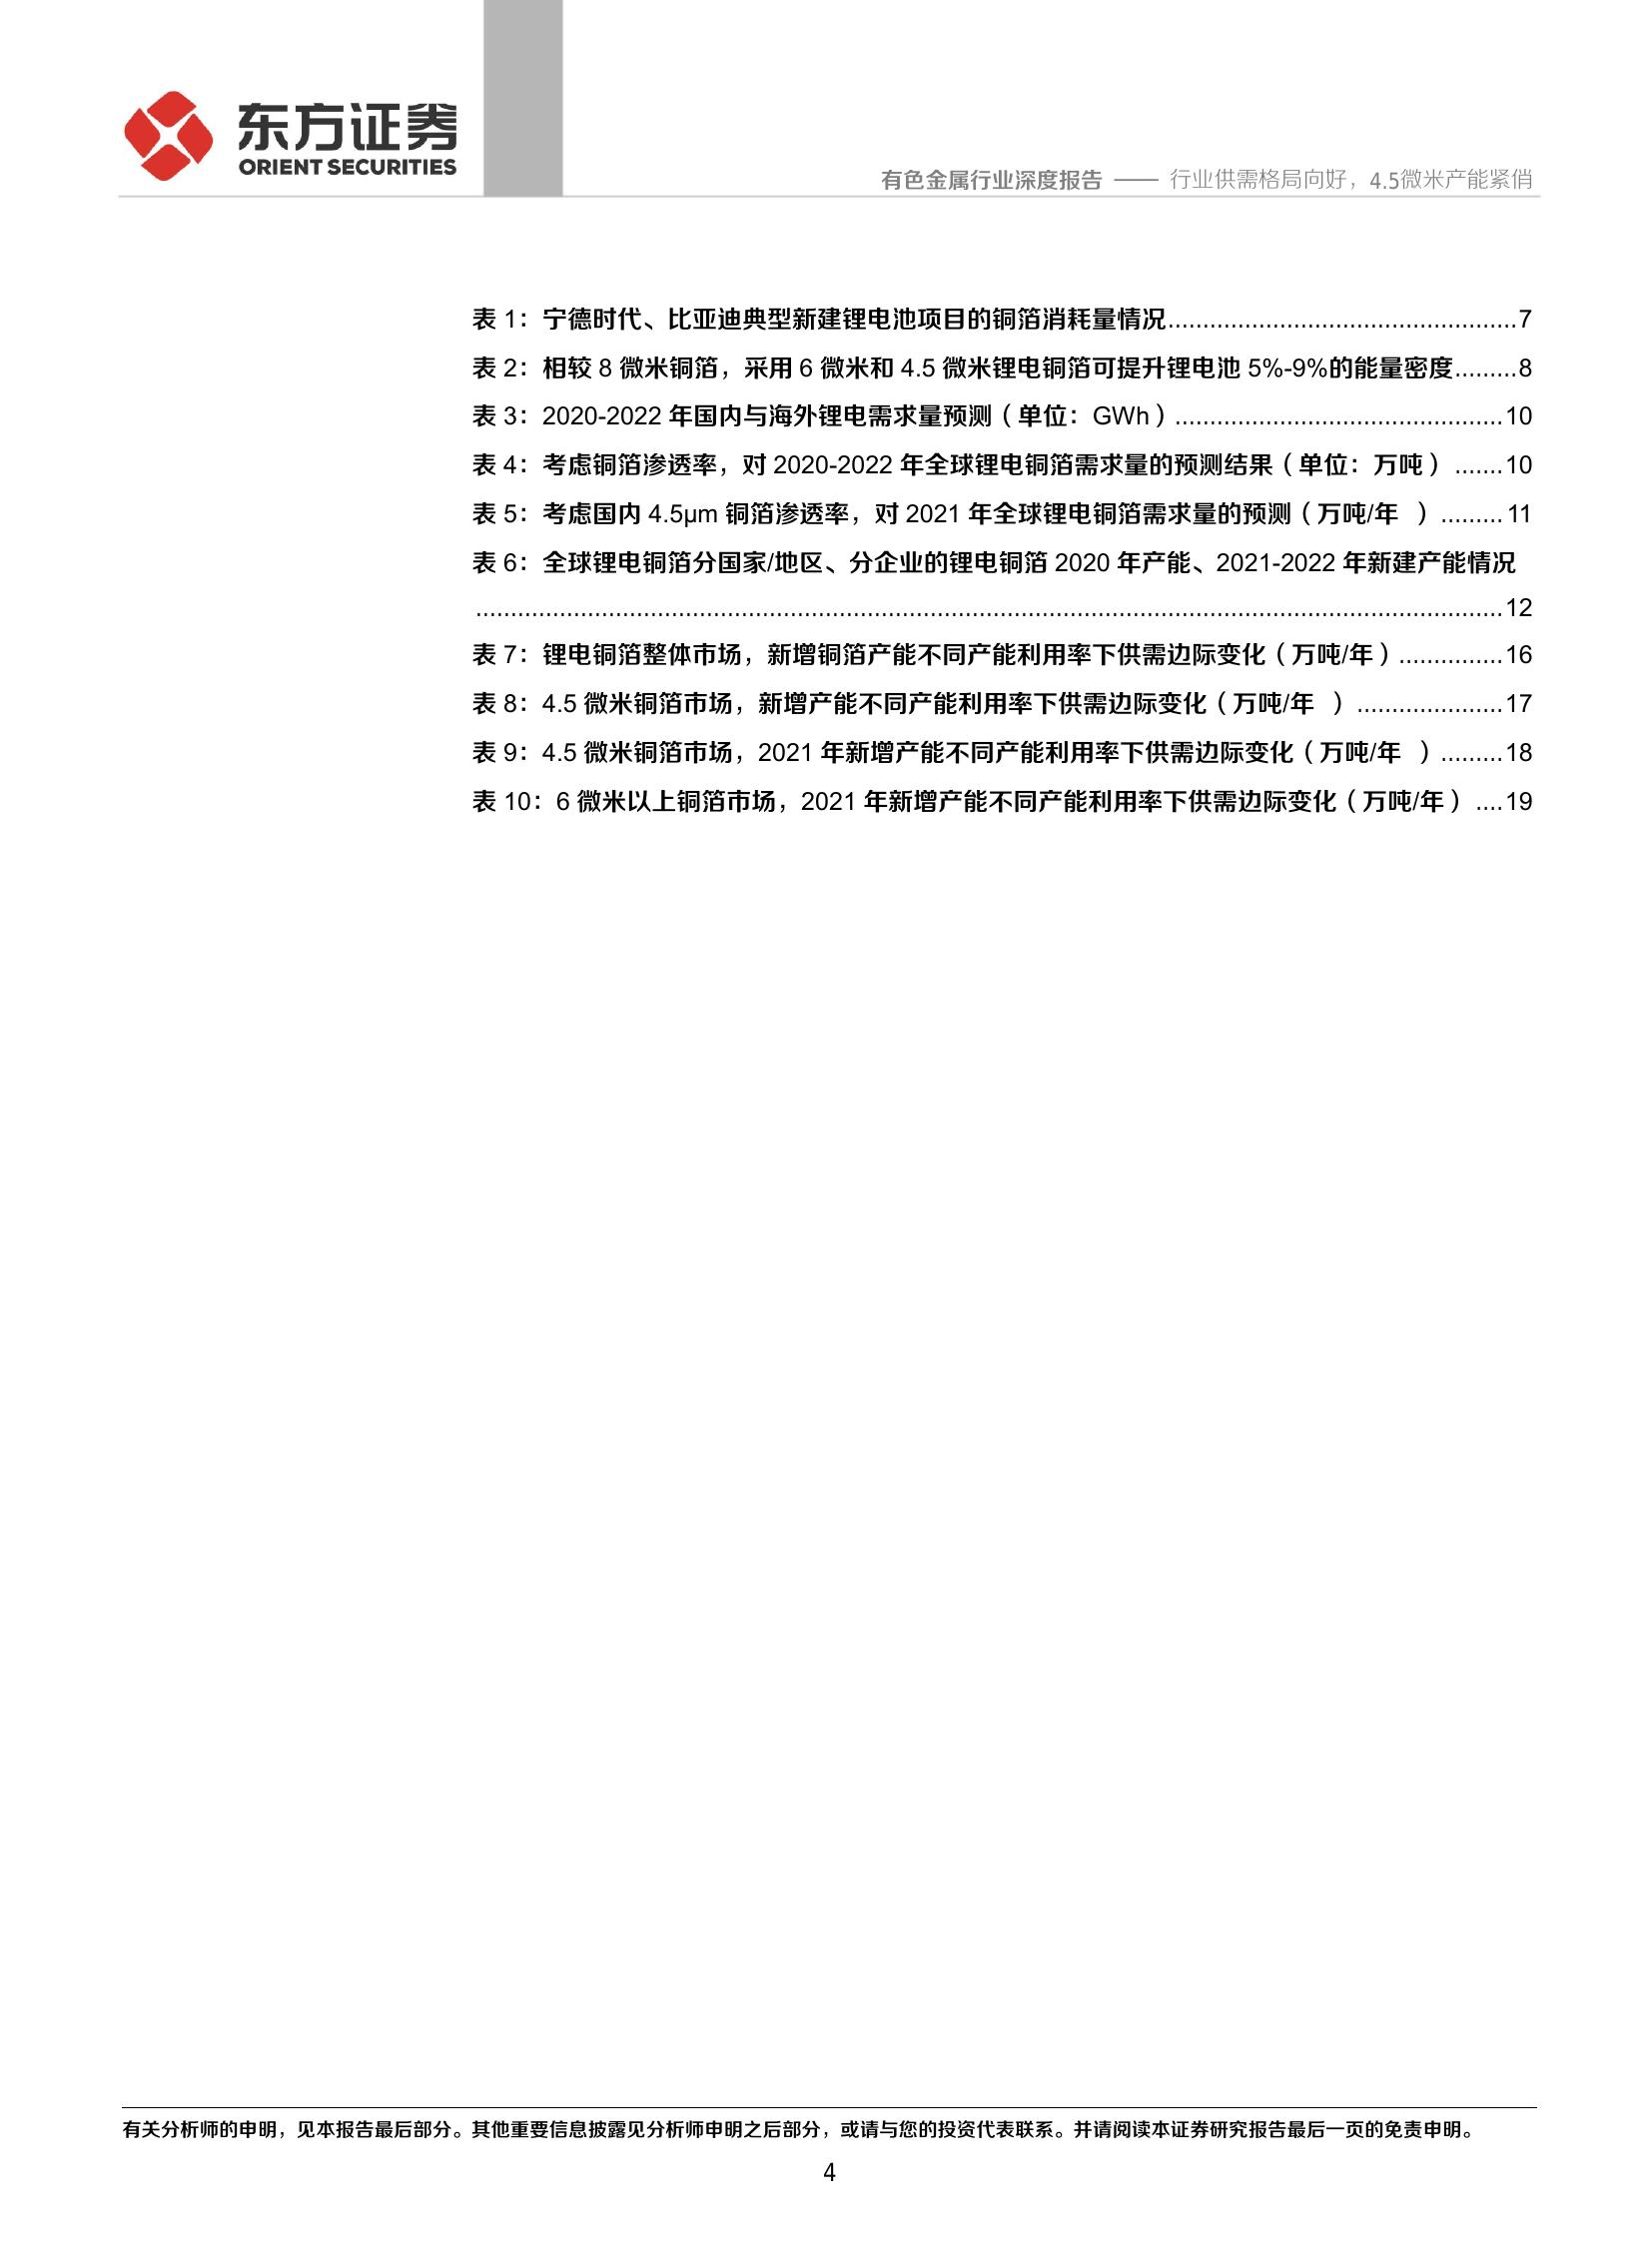 东方证券
ORIENT SECURITIES
有色金属行业深度报告 —— 行业供需格局向好，4.5微米产能紧俏
表 1：宁德时代、比亚迪典型新建锂电池项目的铜箔消耗量情况..................................................7
表 2：相较 8 微米铜箔，采用 6 微米和 4.5 微米锂电铜箔可提升锂电池 5%-9%的能量密度.........8
表 3：2020-2022 年国内与海外锂电需求量预测（单位：GWh）...............................................10
表 4：考虑铜箔渗透率，对 2020-2022 年全球锂电铜箔需求量的预测结果（单位：万吨）.......10
表 5：考虑国内 4.5μm 铜箔渗透率，对 2021 年全球锂电铜箔需求量的预测（万吨/年 ）.........11
表 6：全球锂电铜箔分国家/地区、分企业的锂电铜箔 2020 年产能、2021-2022 年新建产能情况
...................................................................................................................................................12
表 7：锂电铜箔整体市场，新增铜箔产能不同产能利用率下供需边际变化（万吨/年）...............16
表 8：4.5 微米铜箔市场，新增产能不同产能利用率下供需边际变化（万吨/年 ）.....................17
表 9：4.5 微米铜箔市场，2021 年新增产能不同产能利用率下供需边际变化（万吨/年 ）.........18
表 10：6 微米以上铜箔市场，2021 年新增产能不同产能利用率下供需边际变化（万吨/年）....19
有关分析师的申明，见本报告最后部分。其他重要信息披露见分析师申明之后部分，或请与您的投资代表联系。并请阅读本证券研究报告最后一页的免责申明。
4